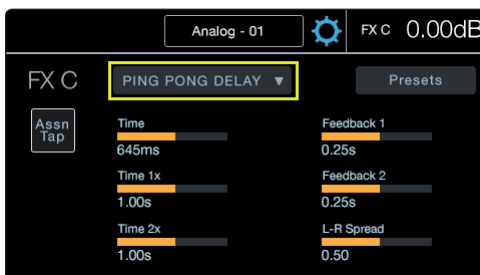 Analog - 01
FX C 0.00dB
FX C
PING PONG DELAY
Presets
Assn
Tap
Time
645ms
Feedback 1
0.25s
Time 1x
1.00s
Feedback 2
0.25s
Time 2x
1.00s
L-R Spread
0.50